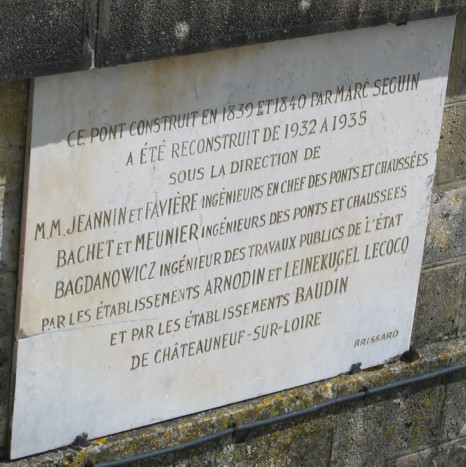 CE PONT CONSTRUIT EN 1839 ET 1840 PAR MARC SEGUIN
A ÉTÉ RECONSTRUIT DE 1932 A 1935
SOUS LA DIRECTION DE
M.M. JEANNIN ET FAVIÈRE INGÉNIEURS EN CHEF DES PONTS ET CHAUSSÉES
BACHET ET MEUNIER INGÉNIEURS DES PONTS ET CHAUSSEES
BAGDANOWICZ INGÉNIEUR DES TRAVAUX PUBLICS DE L'ÉTAT
PAR LES ÉTABLISSEMENTS ARNODIN ET LEINEKUGEL LECOCQ
ET PAR LES ÉTABLISSEMENTS BAUDIN
DE CHÂTEAUNEUF-SUR-LOIRE
BRISSARD